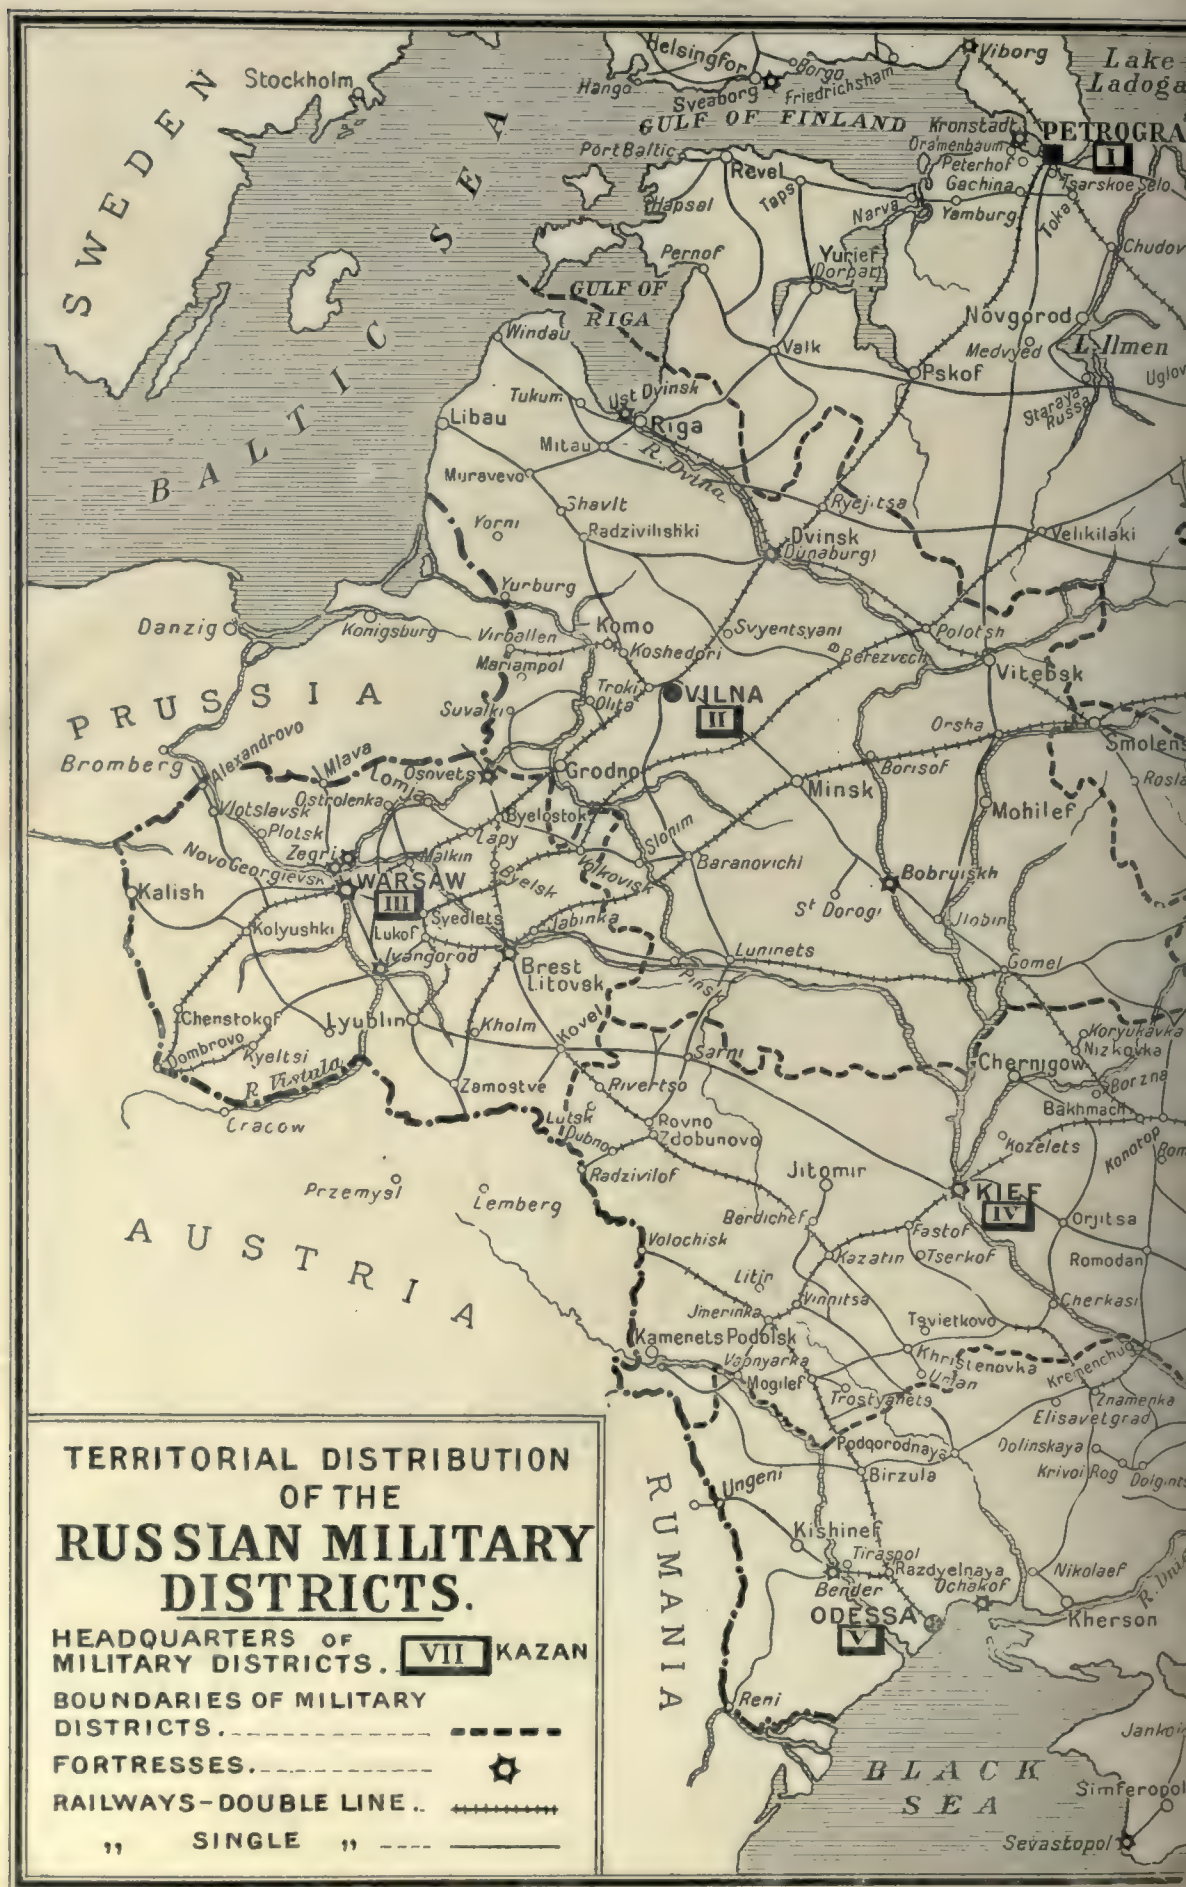 SWEDEN
Stockholm
BALTIC SEA
Helsingfor
Hango
Sveaborg
Borgo
Friedrichsham
Viborg
Lake
Ladoga
GULF OF FINLAND
Kronstadt
PETROGRA
I
Oranienbaum
Peterhof
Port Baltic
Revel
Taps
Hapsal
Narva
Gachina
Yamburg
Tsarskoe Selo
Toka
Chudov
Pernof
Yurief
(Dorpat)
GULF OF
RIGA
Novgorod
Medvyed
L. Ilmen
Windau
Valk
Pskof
Staraya
Russa
Uglov
Tukum
Ust Dvinsk
Libau
Riga
Mitau
R. Dvina
Muravevo
Shavlt
Yorni
Radzivilishki
Ryejitsa
Dvinsk
Dunaburg)
Velikilaki
Yurburg
Danzig
Konigsburg
Virballen
Komo
Koshedori
Mariampol
Svyentsyani
Polotsh
Berezvech
Vitebsk
PRUSSIA
Troki
VILNA
II
Olita
Suvalki
Orsha
Smolens
Bromberg
Alexandrovo
Mlava
Lomja
Osovets
Grodno
Borisof
Minsk
Rosla
Mohilef
Vlotslavsk
Ostrolenka
Plotsk
Lapy
Byelostok
Slonim
Zegri
Novo Georgievsk
Malkin
Byelsk
Volkovisk
Baranovichi
WARSAW
III
Kalish
Bobruiskh
St Dorogi
Syedlets
Jabinka
Jlobin
Kolyushki
Lukof
Ivangorod
Brest
Litovsk
Pinsk
Luninets
Gomel
Chenstokof
Lyublin
Kholm
Kovel
Dombrovo
Kyeltsi
R. Vistula
Sarni
Koryukavka
Nizkovka
Chernigow
Zamostve
Rivertso
Borzna
Bakhmach
Cracow
Lutsk
Dubno
Rovno
Zdobunovo
Kozelets
Konotop
Rom
Radzivilof
Przemysl
Lemberg
Jitomir
KIEF
IV
AUSTRIA
Berdichef
Fastof
Orjitsa
Volochisk
Kazatin
Tserkof
Romodan
Litin
Vinnitsa
Jmerinka
Cherkasi
Tsvietkovo
Kamenets Podolsk
Vapnyarka
Mogilef
Khristenovka
Uman
Kremenchug
Trostyanets
Znamenka
Elisavetgrad
Podgorodnaya
Birzula
Dolinskaya
Krivoi Rog
Dolgints
RUMANIA
Ungeni
Kishinef
Tiraspol
Bender
Razdyelnaya
Ochakof
Nikolaef
R. Dnie
Kherson
ODESSA
V
Reni
BLACK
SEA
Jankoi
Simferopol
Sevastopol
TERRITORIAL DISTRIBUTION
OF THE
RUSSIAN MILITARY
DISTRICTS.
HEADQUARTERS OF
MILITARY DISTRICTS. VII KAZAN
BOUNDARIES OF MILITARY
DISTRICTS.
FORTRESSES.
RAILWAYS-DOUBLE LINE..
,, SINGLE ,,